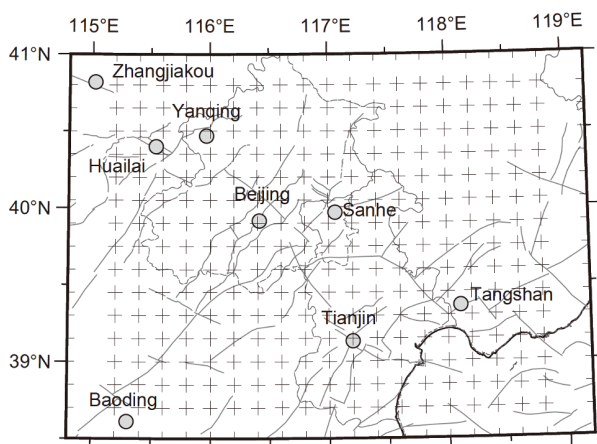 115°E 116°E 117°E 118°E 119°E
41°N
Zhangjiakou
Yanqing
Huailai
Beijing
40°N
Sanhe
Tangshan
Tianjin
39°N
Baoding